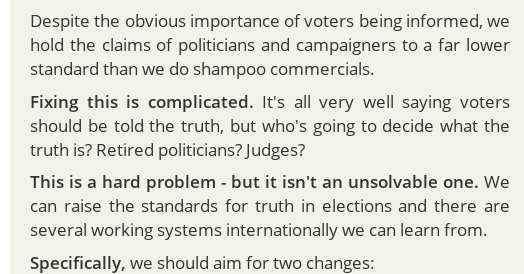 Despite the obvious importance of voters being informed, we
hold the claims of politicians and campaigners to a far lower
standard than we do shampoo commercials.
Fixing this is complicated. It's all very well saying voters
should be told the truth, but who's going to decide what the
truth is? Retired politicians? Judges?
This is a hard problem - but it isn't an unsolvable one. We
can raise the standards for truth in elections and there are
several working systems internationally we can learn from.
Specifically, we should aim for two changes: